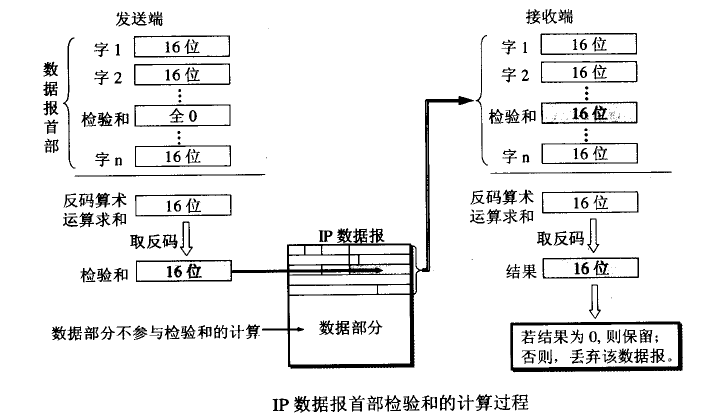 发送端
字 1 16 位
字 2 16 位
检验和 全 0
字 n 16 位
数据报首部
反码算术
运算求和 16 位
取反码
检验和 16 位
数据部分不参与检验和的计算
IP 数据报
数据部分
接收端
字 1 16 位
字 2 16 位
检验和 16 位
字 n 16 位
反码算术
运算求和 16 位
取反码
结果 16 位
若结果为 0, 则保留;
否则，丢弃该数据报。
IP 数据报首部检验和的计算过程